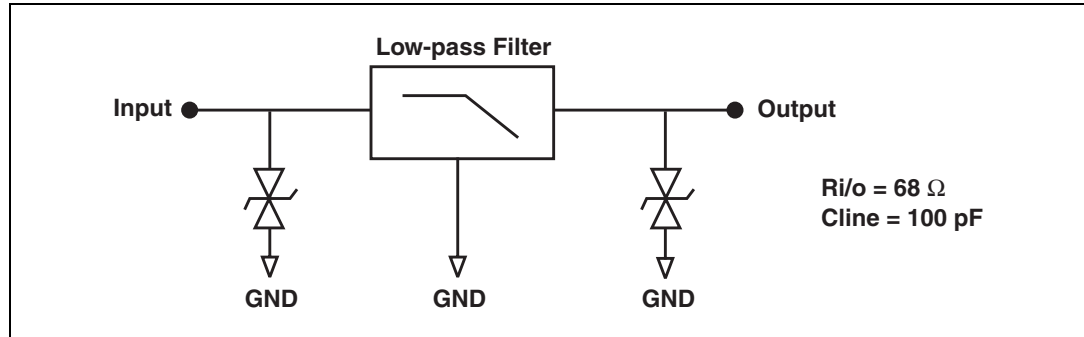 Low-pass Filter
Input
Output
Ri/o = 68 Ω
Cline = 100 pF
GND
GND
GND